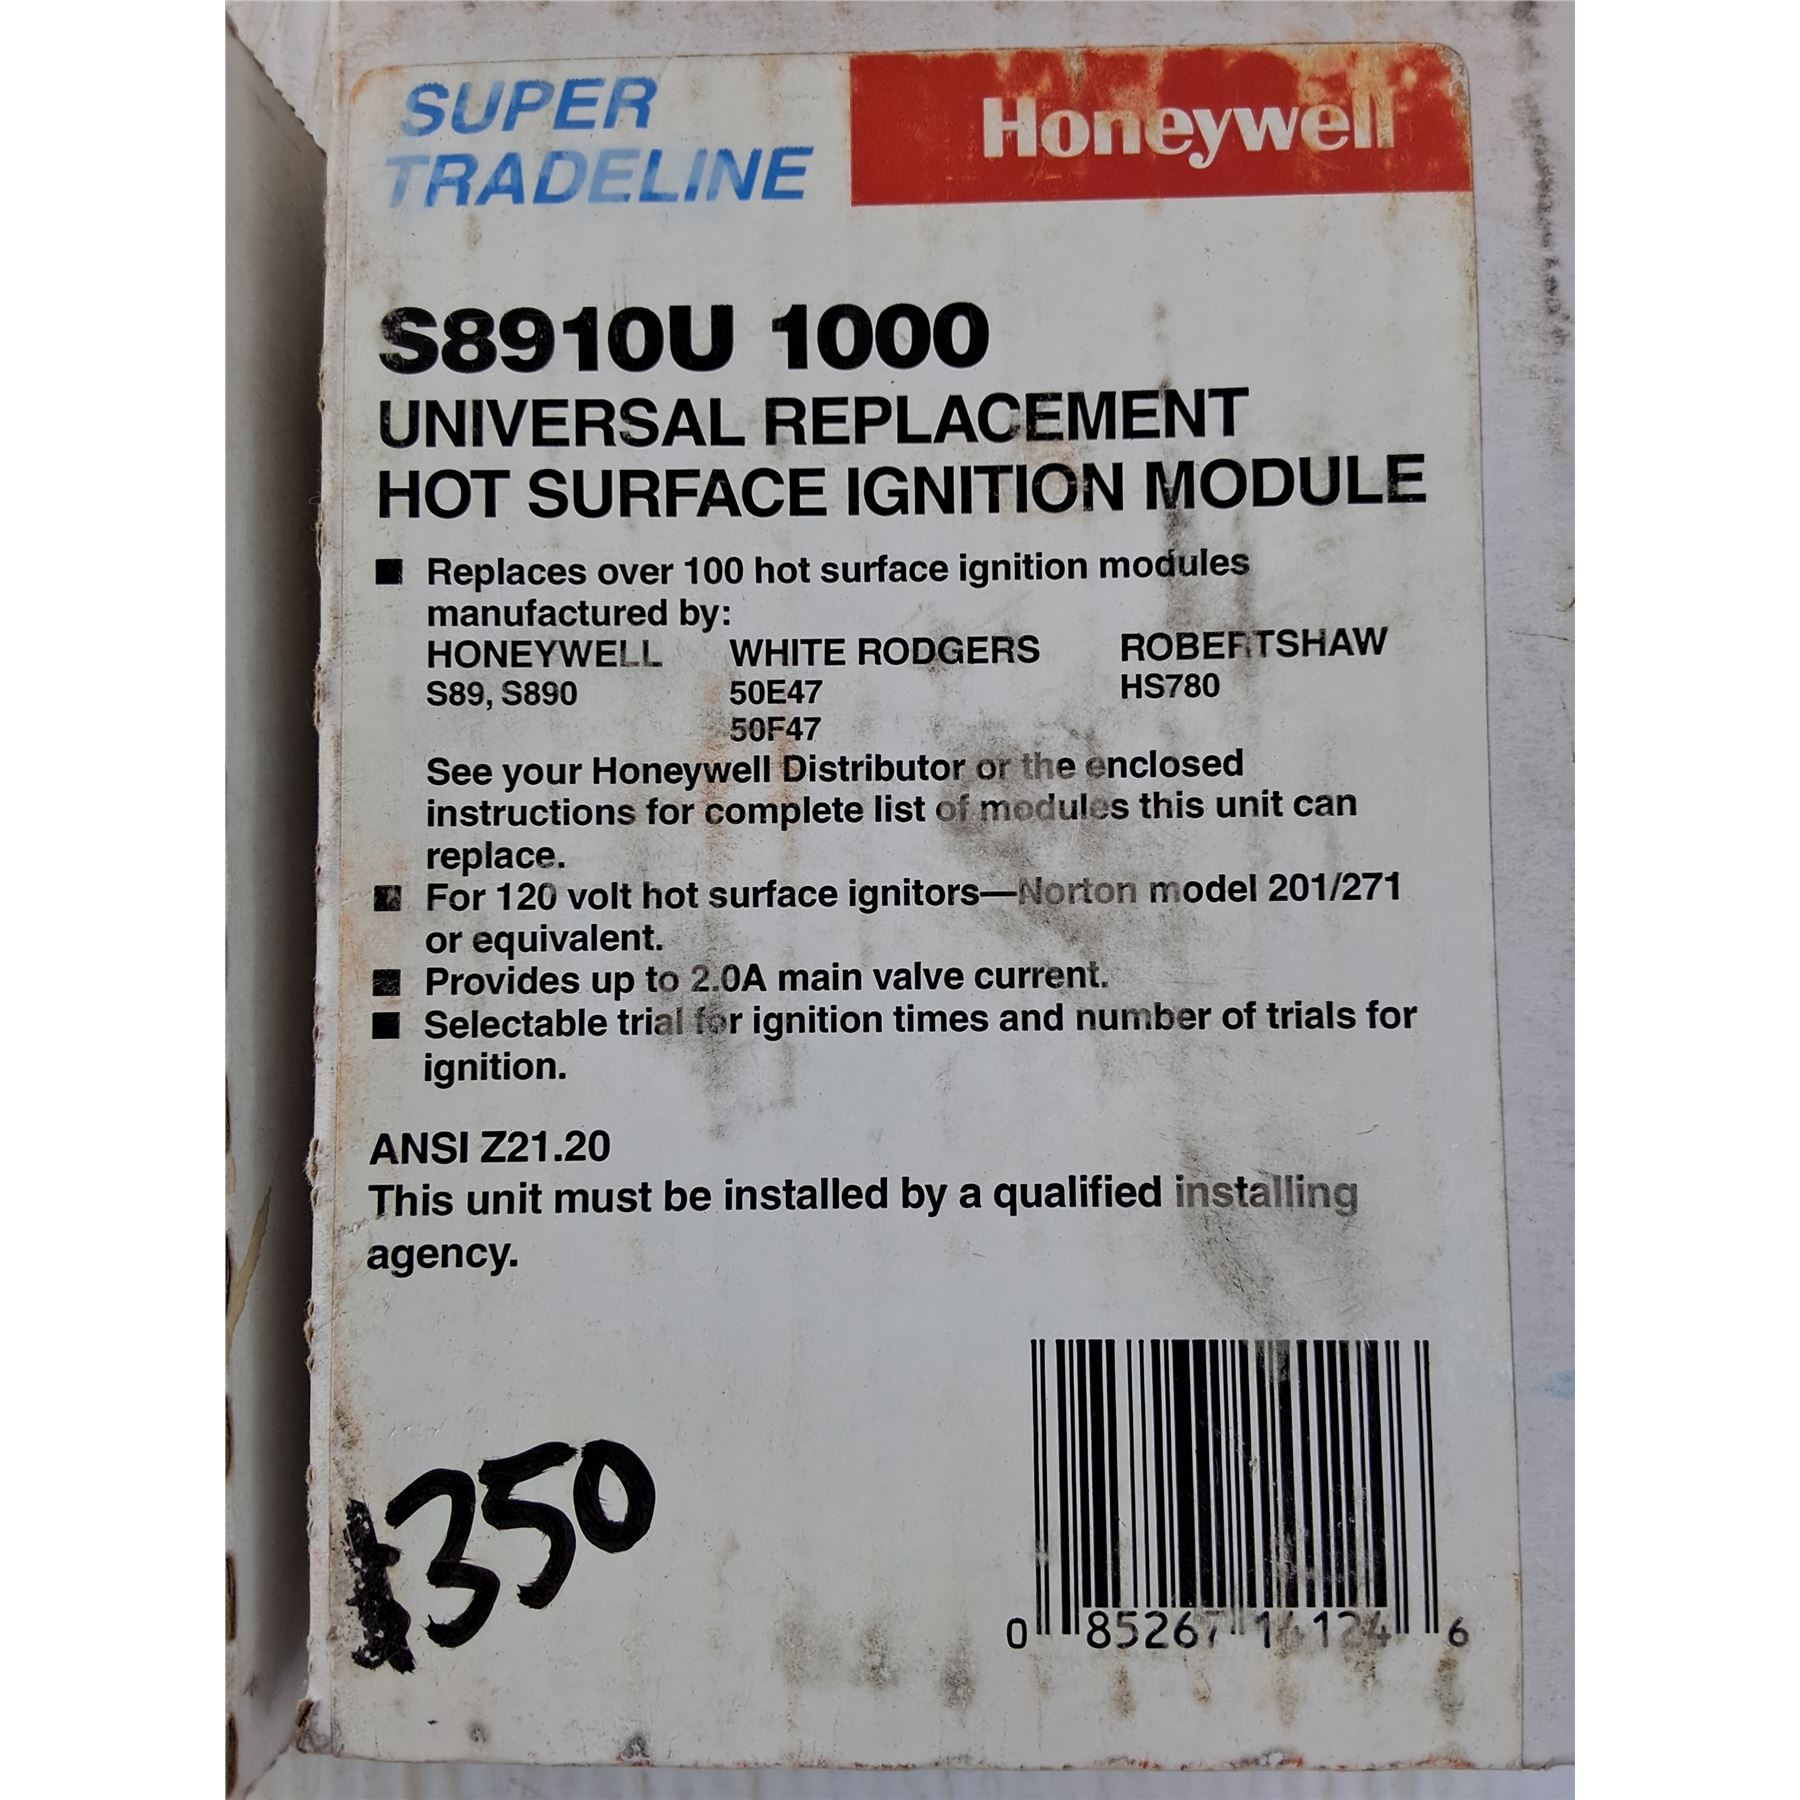 SUPER
TRADELINE
Honeywell
S8910U 1000
UNIVERSAL REPLACEMENT
HOT SURFACE IGNITION MODULE
■ Replaces over 100 hot surface ignition modules
manufactured by:
HONEYWELL WHITE RODGERS ROBERTSHAW
S89, S890 50E47 HS780
50F47
See your Honeywell Distributor or the enclosed
instructions for complete list of modules this unit can
replace.
■ For 120 volt hot surface ignitors—Norton model 201/271
or equivalent.
■ Provides up to 2.0A main valve current.
■ Selectable trial for ignition times and number of trials for
ignition.
ANSI Z21.20
This unit must be installed by a qualified installing
agency.
$350
0 85267 14124 6